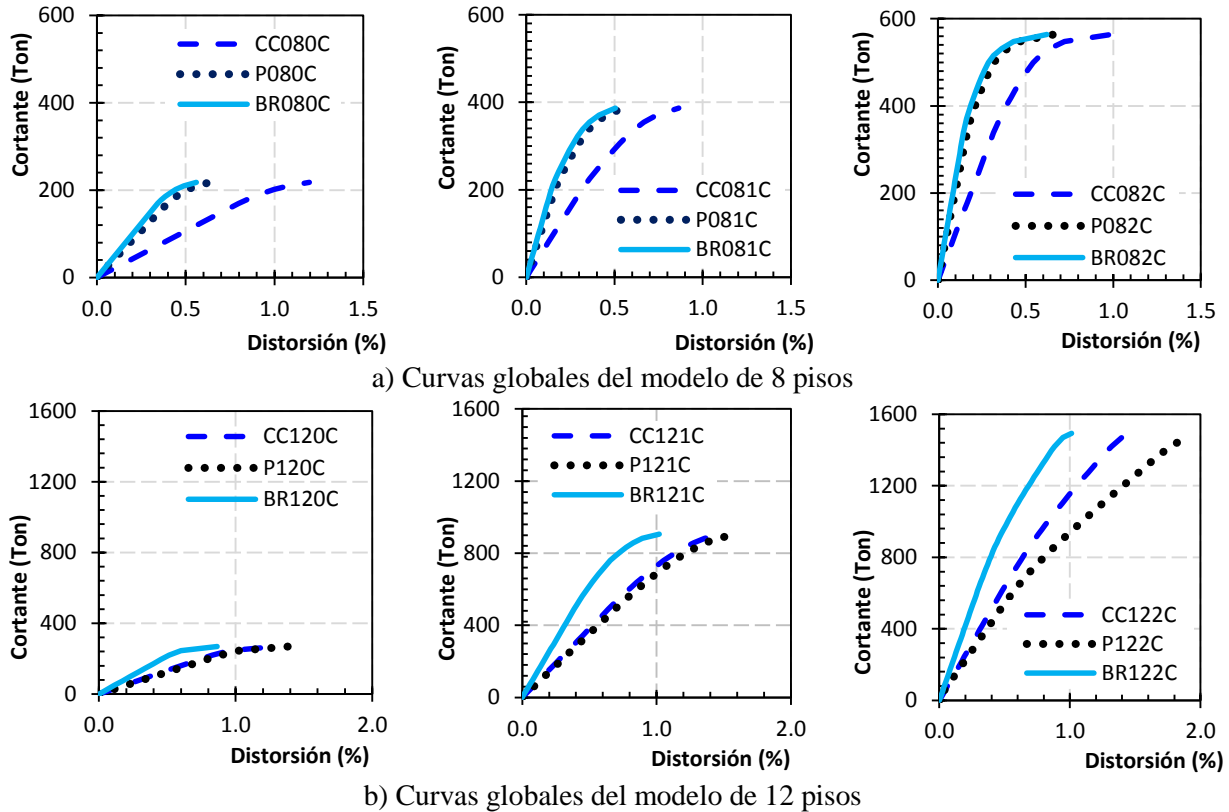 600
400
200
0
Cortante (Ton)
CC080C
P080C
BR080C
0.0 0.5 1.0 1.5
Distorsión (%)
600
400
200
0
Cortante (Ton)
CC081C
P081C
BR081C
0.0 0.5 1.0 1.5
Distorsión (%)
600
400
200
0
Cortante (Ton)
CC082C
P082C
BR082C
0.0 0.5 1.0 1.5
Distorsión (%)
a) Curvas globales del modelo de 8 pisos
1600
1200
800
400
0
Cortante (Ton)
CC120C
P120C
BR120C
0.0 1.0 2.0
Distorsión (%)
1600
1200
800
400
0
Cortante (Ton)
CC121C
P121C
BR121C
0.0 1.0 2.0
Distorsión (%)
1600
1200
800
400
0
Cortante (Ton)
CC122C
P122C
BR122C
0.0 1.0 2.0
Distorsión (%)
b) Curvas globales del modelo de 12 pisos